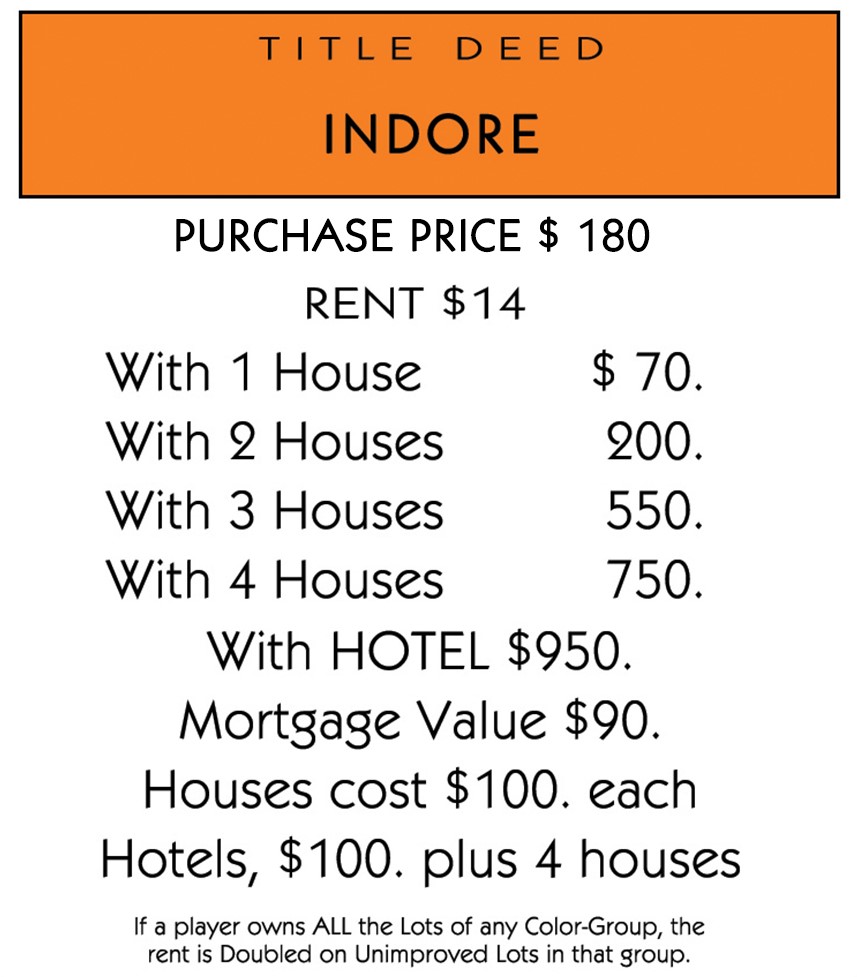 TITLE DEED
INDORE
PURCHASE PRICE $ 180
RENT $14
With 1 House $ 70.
With 2 Houses 200.
With 3 Houses 550.
With 4 Houses 750.
With HOTEL $950.
Mortgage Value $90.
Houses cost $100. each
Hotels, $100. plus 4 houses
If a player owns ALL the Lots of any Color-Group, the
rent is Doubled on Unimproved Lots in that group.